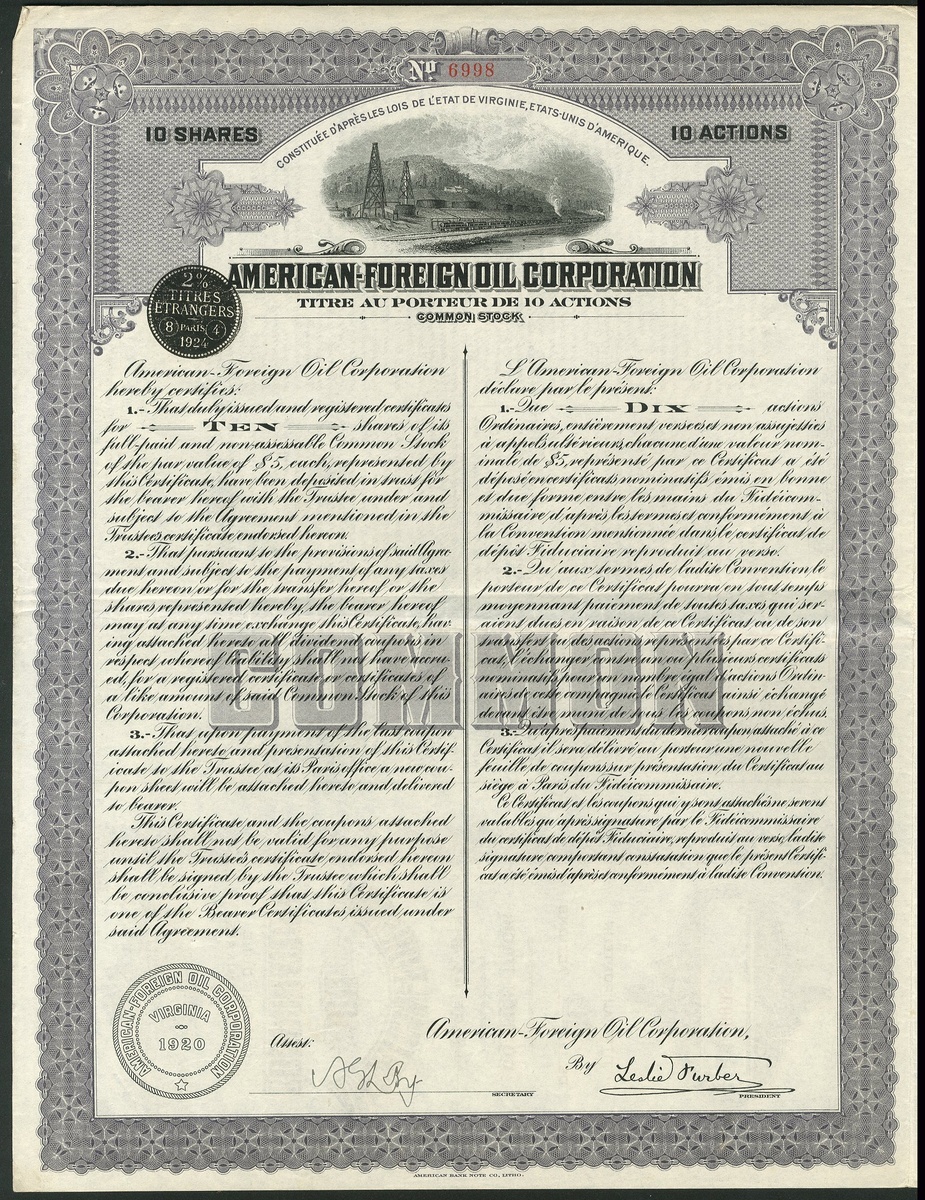 No 6998
CONSTITUÉE D'APRÈS LES LOIS DE L'ETAT DE VIRGINIE, ETATS-UNIS D'AMERIQUE.
10 SHARES
10 ACTIONS
AMERICAN-FOREIGN OIL CORPORATION
TITRE AU PORTEUR DE 10 ACTIONS
COMMON STOCK
2%
TITRES
ETRANGERS
8 PARIS 4
1924
American-Foreign Oil Corporation
hereby certifies:
1.- That duly issued and registered certificates
for TEN shares of its
full-paid and non-assessable Common Stock
of the par value of $5, each, represented by
this Certificate, have been deposited in trust for
the bearer hereof with the Trustee under and
subject to the Agreement mentioned in the
Trustee's certificate endorsed hereon.
2.- That pursuant to the provisions of said Agree-
ment and subject to the payment of any taxes
due hereon or for the transfer hereof or the
shares represented hereby, the bearer hereof
may at any time exchange this Certificate, hav-
ing attached hereto all dividend coupons in
respect whereof liability shall not have accru-
ed, for a registered certificate or certificates of
a like amount of said Common Stock of this
Corporation.
3.- That upon payment of the last coupon
attached hereto, and presentation of this Certif-
icate to the Trustee at its Paris office a new cou-
pon sheet will be attached hereto and delivered
to bearer.
This Certificate and the coupons attached
hereto shall not be valid for any purpose
until the Trustee's certificate endorsed hereon
shall be signed by the Trustee which shall
be conclusive proof that this Certificate is
one of the Bearer Certificates issued under
said Agreement.
L'American-Foreign Oil Corporation
déclare par le présent:
1.- Que DIX actions
Ordinaires, entièrement versées et non assujetties
à appels ultérieurs, chacune d'une valeur nom-
inale de $5, représenté par ce Certificat a été
déposé en certificats nominatifs émis en bonne
et due forme entre les mains du Fidéicom-
missaire d'après les termes et conformément à
la Convention mentionnée dans le certificat de
dépôt Fiduciaire reproduit au verso.
2.- Qu'aux termes de ladite Convention, le
porteur de ce Certificat pourra en tout temps
moyennant paiement de toutes taxes qui ser-
aient dues en raison de ce Certificat ou de son
transfert ou des actions représentées par ce Certifi-
cat, l'échanger contre un ou plusieurs certificats
nominatifs pour un nombre égal d'actions Ordin-
aires de cette compagnie le Certificat ainsi échangé
devant être muni de tous les coupons non échus.
3.- Qu'après paiement du dernier coupon attaché à ce
Certificat il sera délivré au porteur une nouvelle
feuille de coupons sur présentation du Certificat au
siège à Paris du Fidéicommissaire.
Ce Certificat et les coupons qui y sont attachés ne seront
valables qu'après signature par le Fidéicommissaire
du certificat de dépôt Fiduciaire, reproduit au verso, ladite
signature comportant constatation que le présent Certifi-
cat a été émis d'après et conformément à ladite Convention.
COMMON
AMERICAN-FOREIGN OIL CORPORATION
VIRGINIA
1920
Attest:
SECRETARY
American-Foreign Oil Corporation,
By Leslie Furber
PRESIDENT
AMERICAN BANK NOTE CO., LITHO.